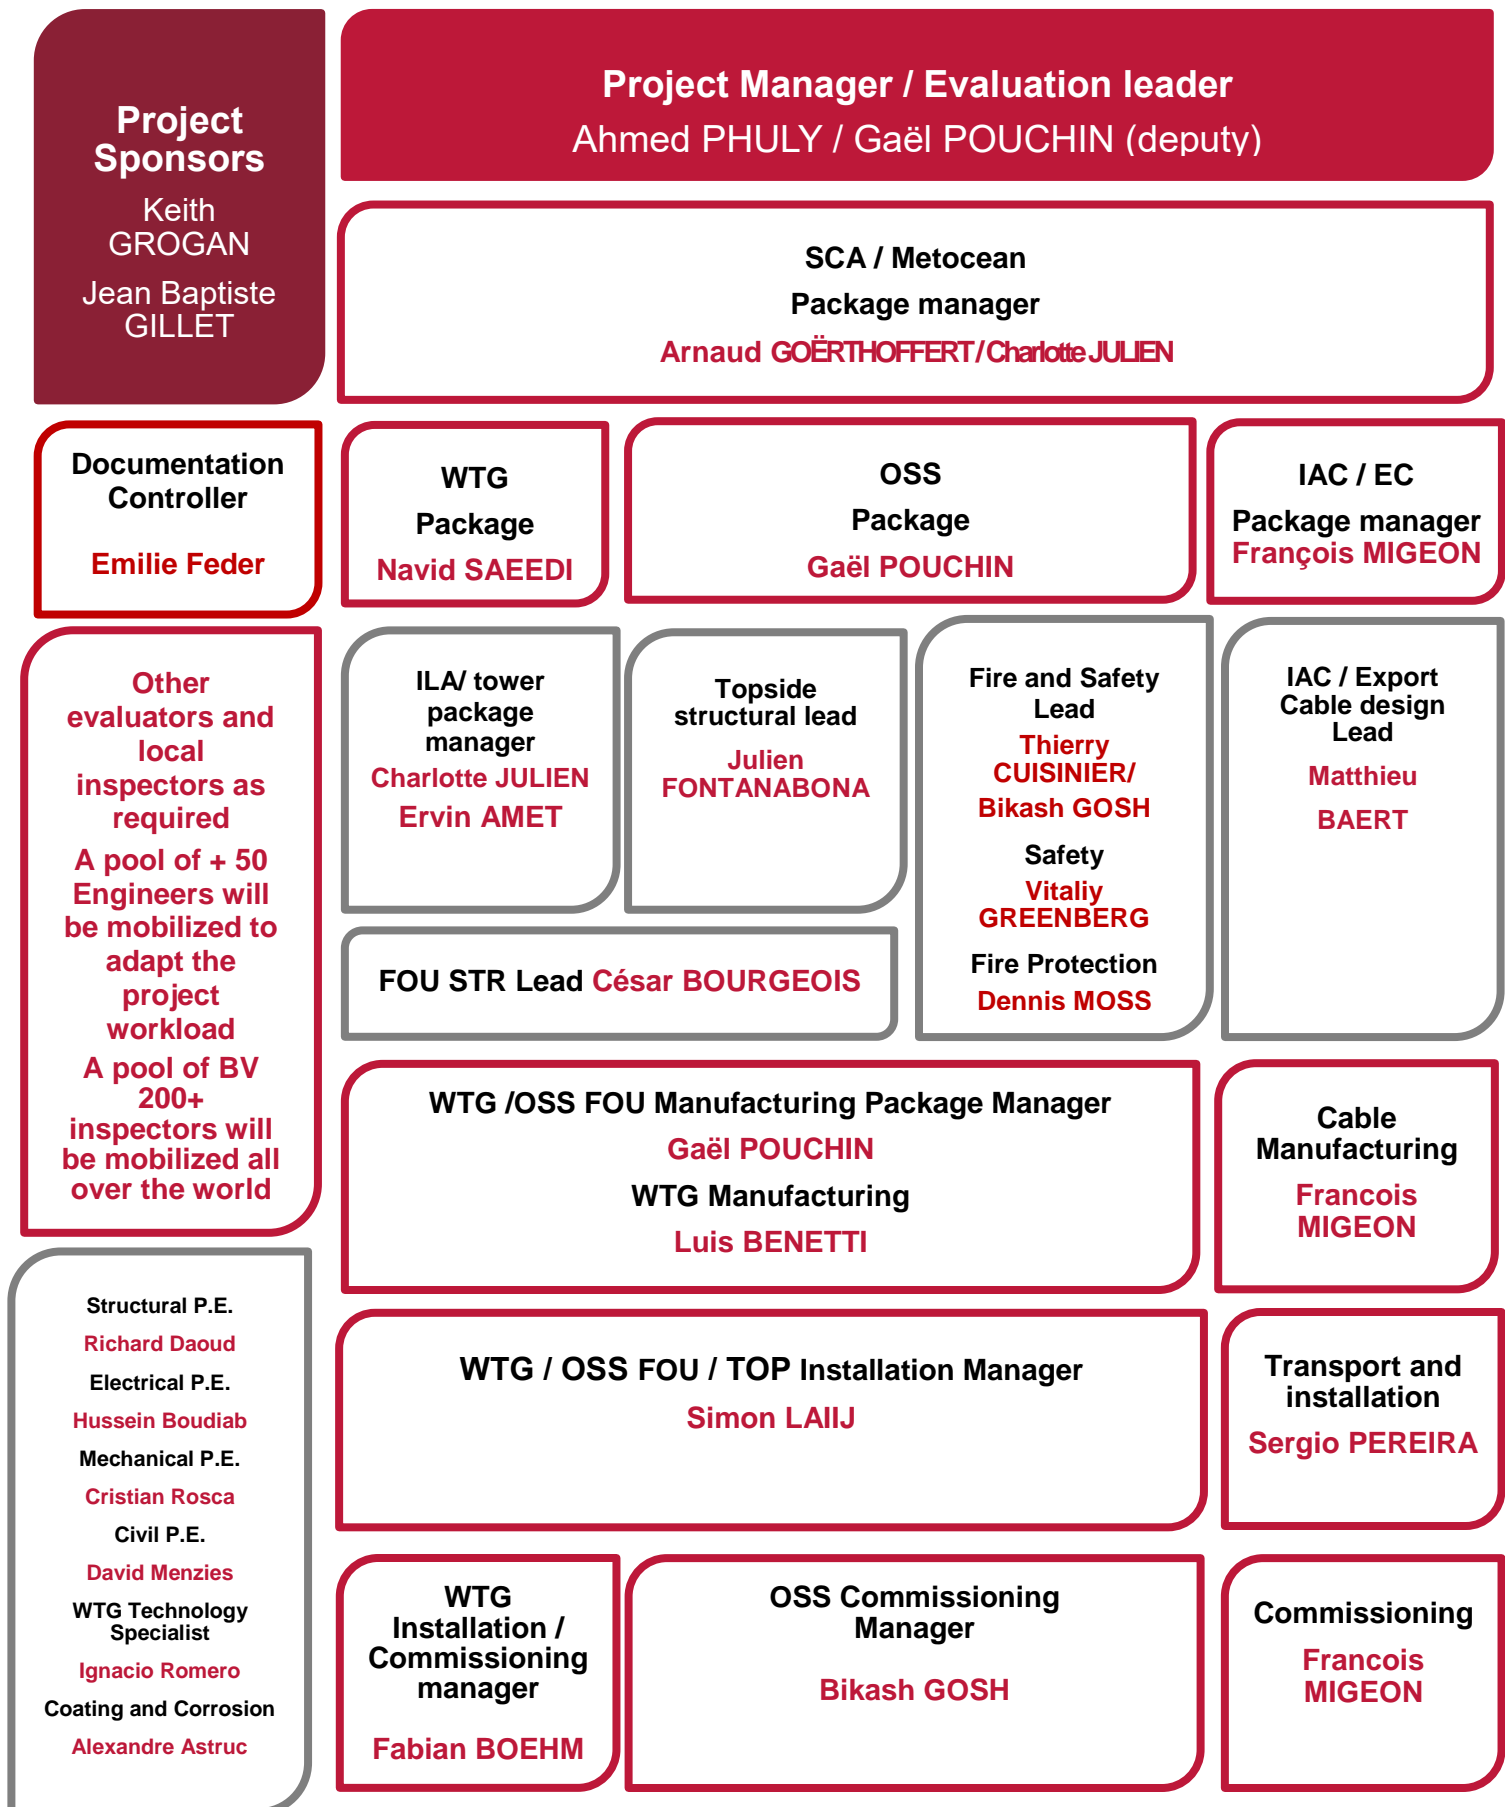 Project
Sponsors
Keith
GROGAN
Jean Baptiste
GILLET
Project Manager / Evaluation leader
Ahmed PHULY / Gaël POUCHIN (deputy)
SCA / Metocean
Package manager
Arnaud GOËRTHOFFERT / Charlotte JULIEN
Documentation
Controller
Emilie Feder
WTG
Package
Navid SAEEDI
OSS
Package
Gaël POUCHIN
IAC / EC
Package manager
François MIGEON
Other
evaluators and
local
inspectors as
required
A pool of + 50
Engineers will
be mobilized to
adapt the
project
workload
A pool of BV
200+
inspectors will
be mobilized all
over the world
ILA/ tower
package
manager
Charlotte JULIEN
Ervin AMET
Topside
structural lead
Julien
FONTANABONA
Fire and Safety
Lead
Thierry
CUISINIER/
Bikash GOSH
Safety
Vitaliy
GREENBERG
Fire Protection
Dennis MOSS
IAC / Export
Cable design
Lead
Matthieu
BAERT
FOU STR Lead César BOURGEOIS
WTG /OSS FOU Manufacturing Package Manager
Gaël POUCHIN
WTG Manufacturing
Luis BENETTI
Cable
Manufacturing
Francois
MIGEON
Structural P.E.
Richard Daoud
Electrical P.E.
Hussein Boudiab
Mechanical P.E.
Cristian Rosca
Civil P.E.
David Menzies
WTG Technology
Specialist
Ignacio Romero
Coating and Corrosion
Alexandre Astruc
WTG / OSS FOU / TOP Installation Manager
Simon LAIIJ
Transport and
installation
Sergio PEREIRA
WTG
Installation /
Commissioning
manager
Fabian BOEHM
OSS Commissioning
Manager
Bikash GOSH
Commissioning
Francois
MIGEON